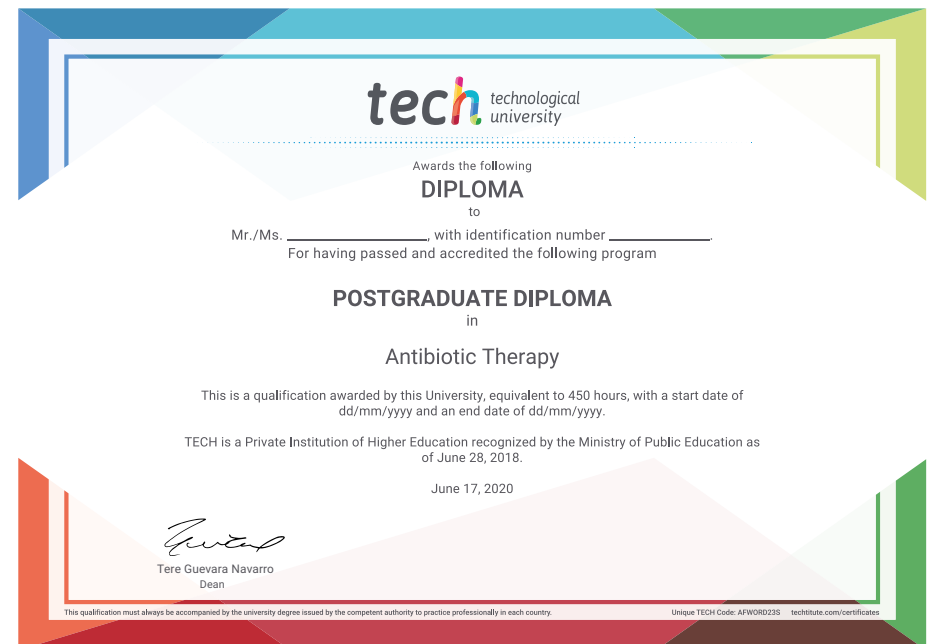 tech technological
university
Awards the following
DIPLOMA
to
Mr./Ms. ____________________, with identification number ______________.
For having passed and accredited the following program
POSTGRADUATE DIPLOMA
in
Antibiotic Therapy
This is a qualification awarded by this University, equivalent to 450 hours, with a start date of
dd/mm/yyyy and an end date of dd/mm/yyyy.
TECH is a Private Institution of Higher Education recognized by the Ministry of Public Education as
of June 28, 2018.
June 17, 2020
Tere Guevara Navarro
Dean
This qualification must always be accompanied by the university degree issued by the competent authority to practice professionally in each country.
Unique TECH Code: AFWORD23S techtitute.com/certificates